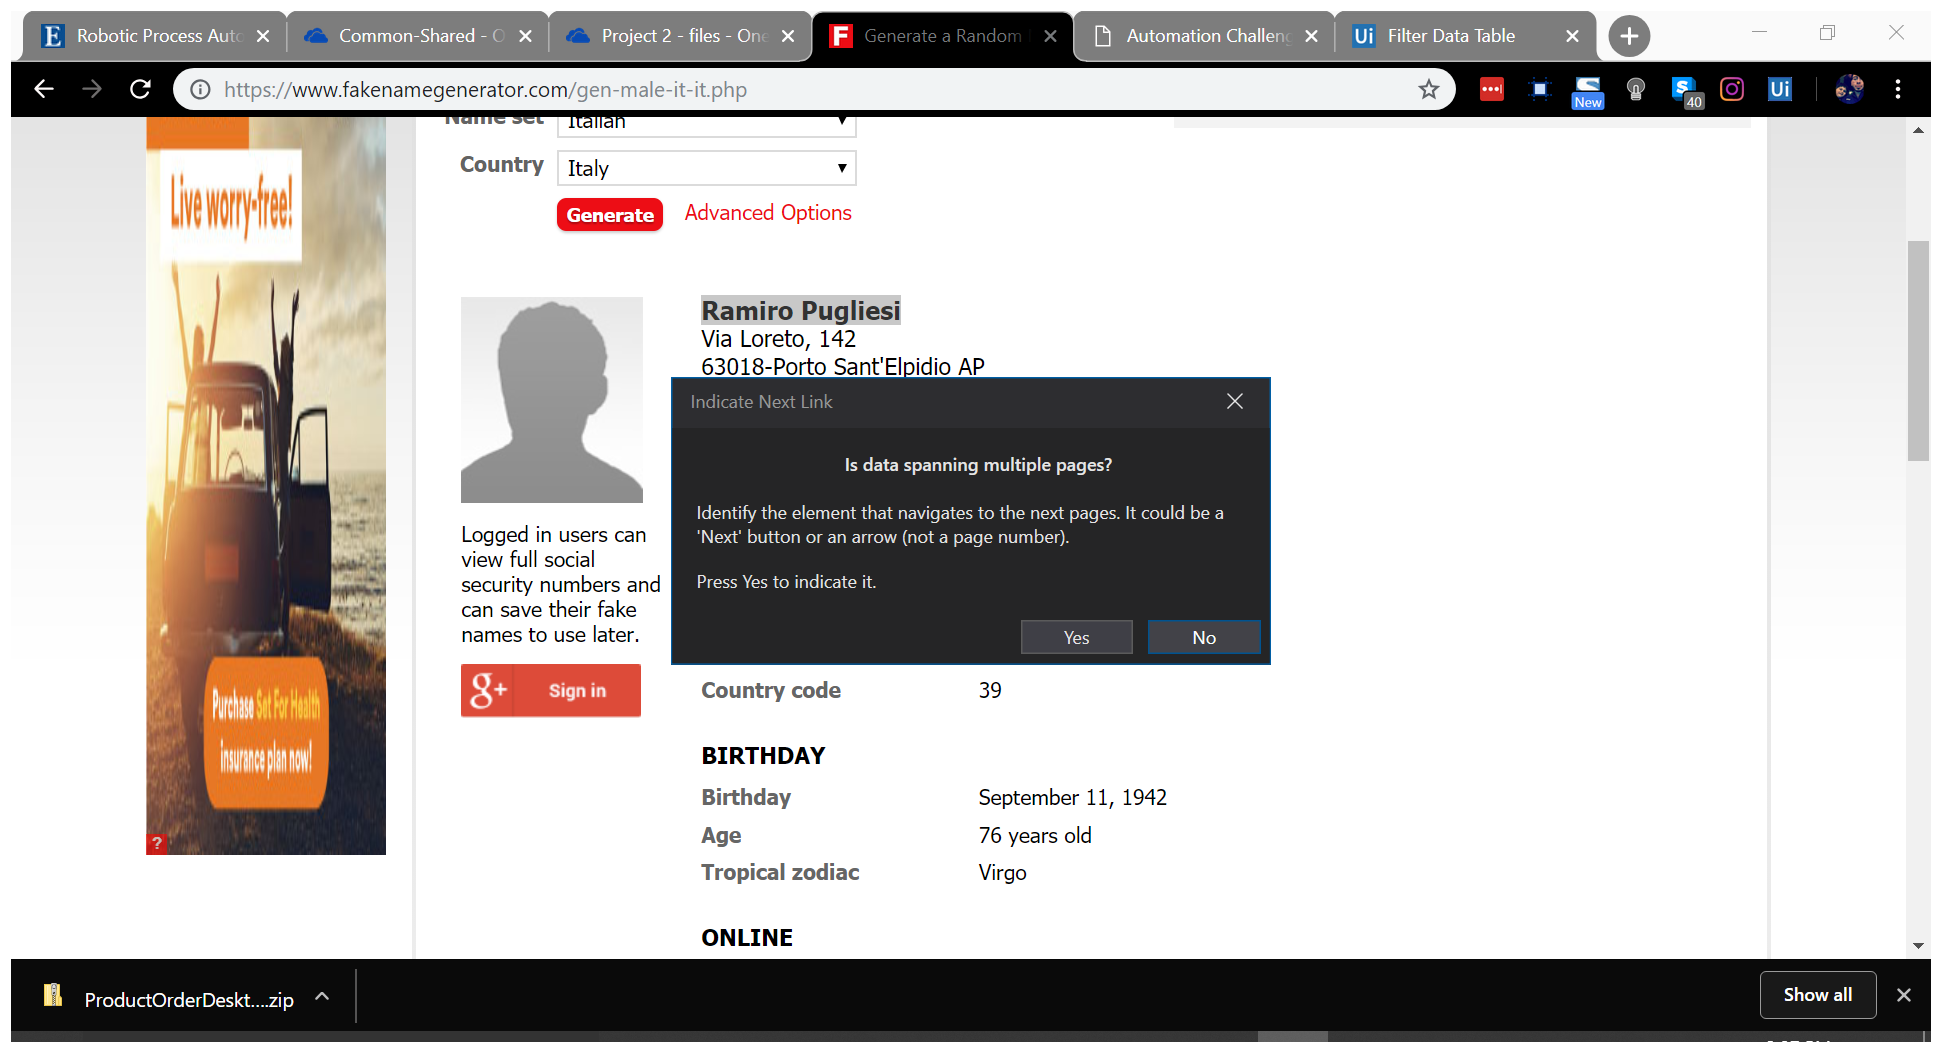 Robotic Process Auto
Common-Shared - O
Project 2 - files - One
Generate a Random
Automation Challeng
Ui Filter Data Table
https://www.fakenamegenerator.com/gen-male-it-it.php
New
40
Ui
Name set Italian
Country Italy
Generate Advanced Options
Live worry-free!
Purchase Set For Health
insurance plan now!
?
Ramiro Pugliesi
Via Loreto, 142
63018-Porto Sant'Elpidio AP
Logged in users can
view full social
security numbers and
can save their fake
names to use later.
g+ Sign in
Indicate Next Link
Is data spanning multiple pages?
Identify the element that navigates to the next pages. It could be a
'Next' button or an arrow (not a page number).
Press Yes to indicate it.
Yes No
Country code 39
BIRTHDAY
Birthday September 11, 1942
Age 76 years old
Tropical zodiac Virgo
ONLINE
ProductOrderDeskt....zip
Show all